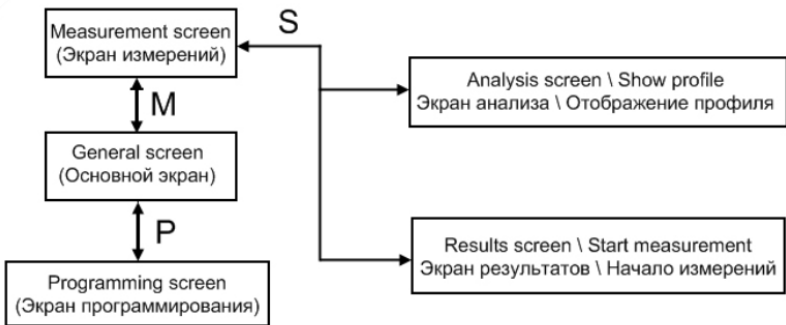 Measurement screen
(Экран измерений)
S
Analysis screen \ Show profile
Экран анализа \ Отображение профиля
M
General screen
(Основной экран)
P
Results screen \ Start measurement
Экран результатов \ Начало измерений
Programming screen
(Экран программирования)